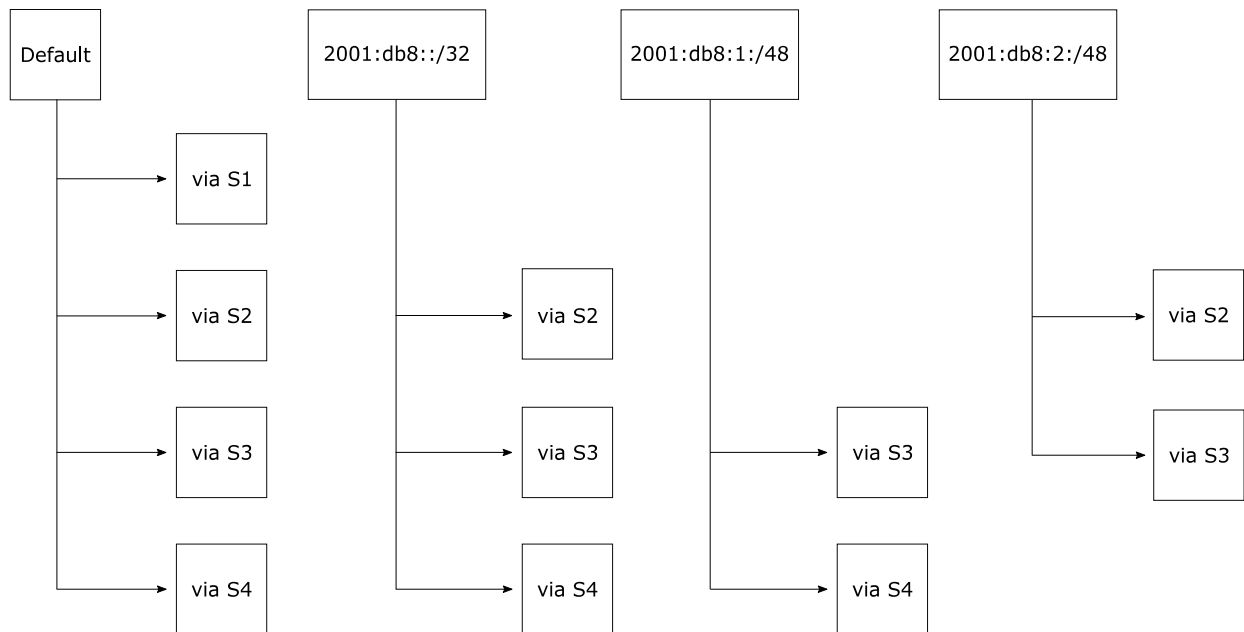 Default
2001:db8::/32
2001:db8:1:/48
2001:db8:2:/48
via S1
via S2
via S2
via S2
via S3
via S3
via S3
via S3
via S4
via S4
via S4